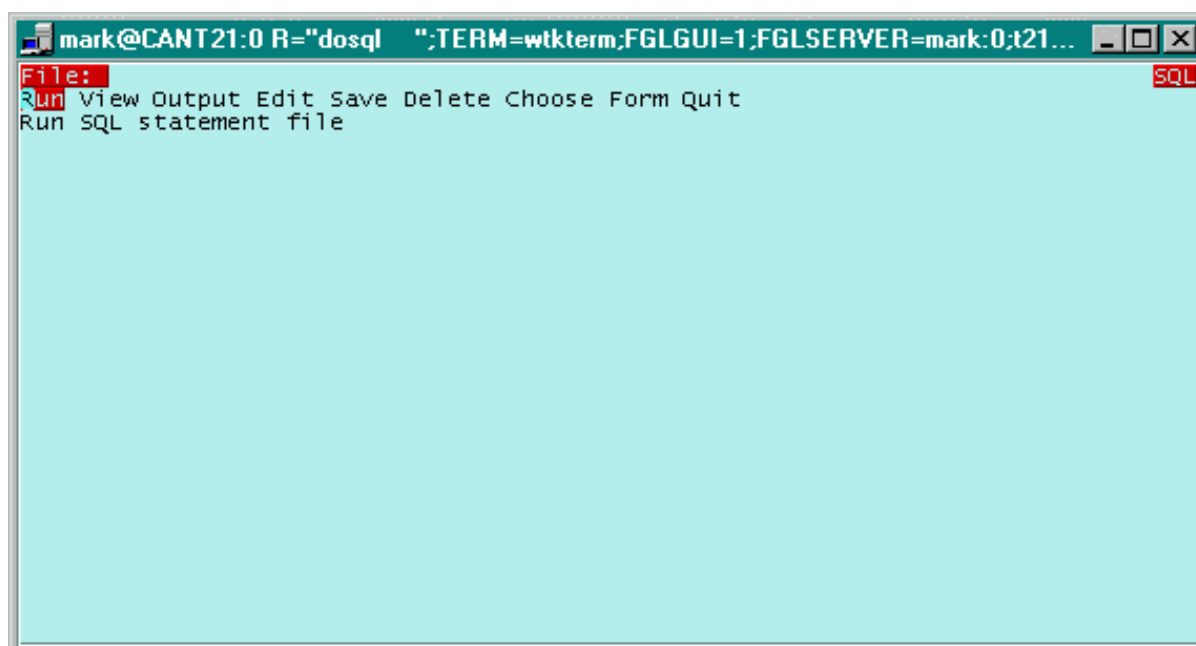 mark@CANT21:0 R="dosql    ";TERM=wtkterm;FGLGUI=1;FGLSERVER=mark:0;t21...
File: SQL
Run View Output Edit Save Delete Choose Form Quit
Run SQL statement file